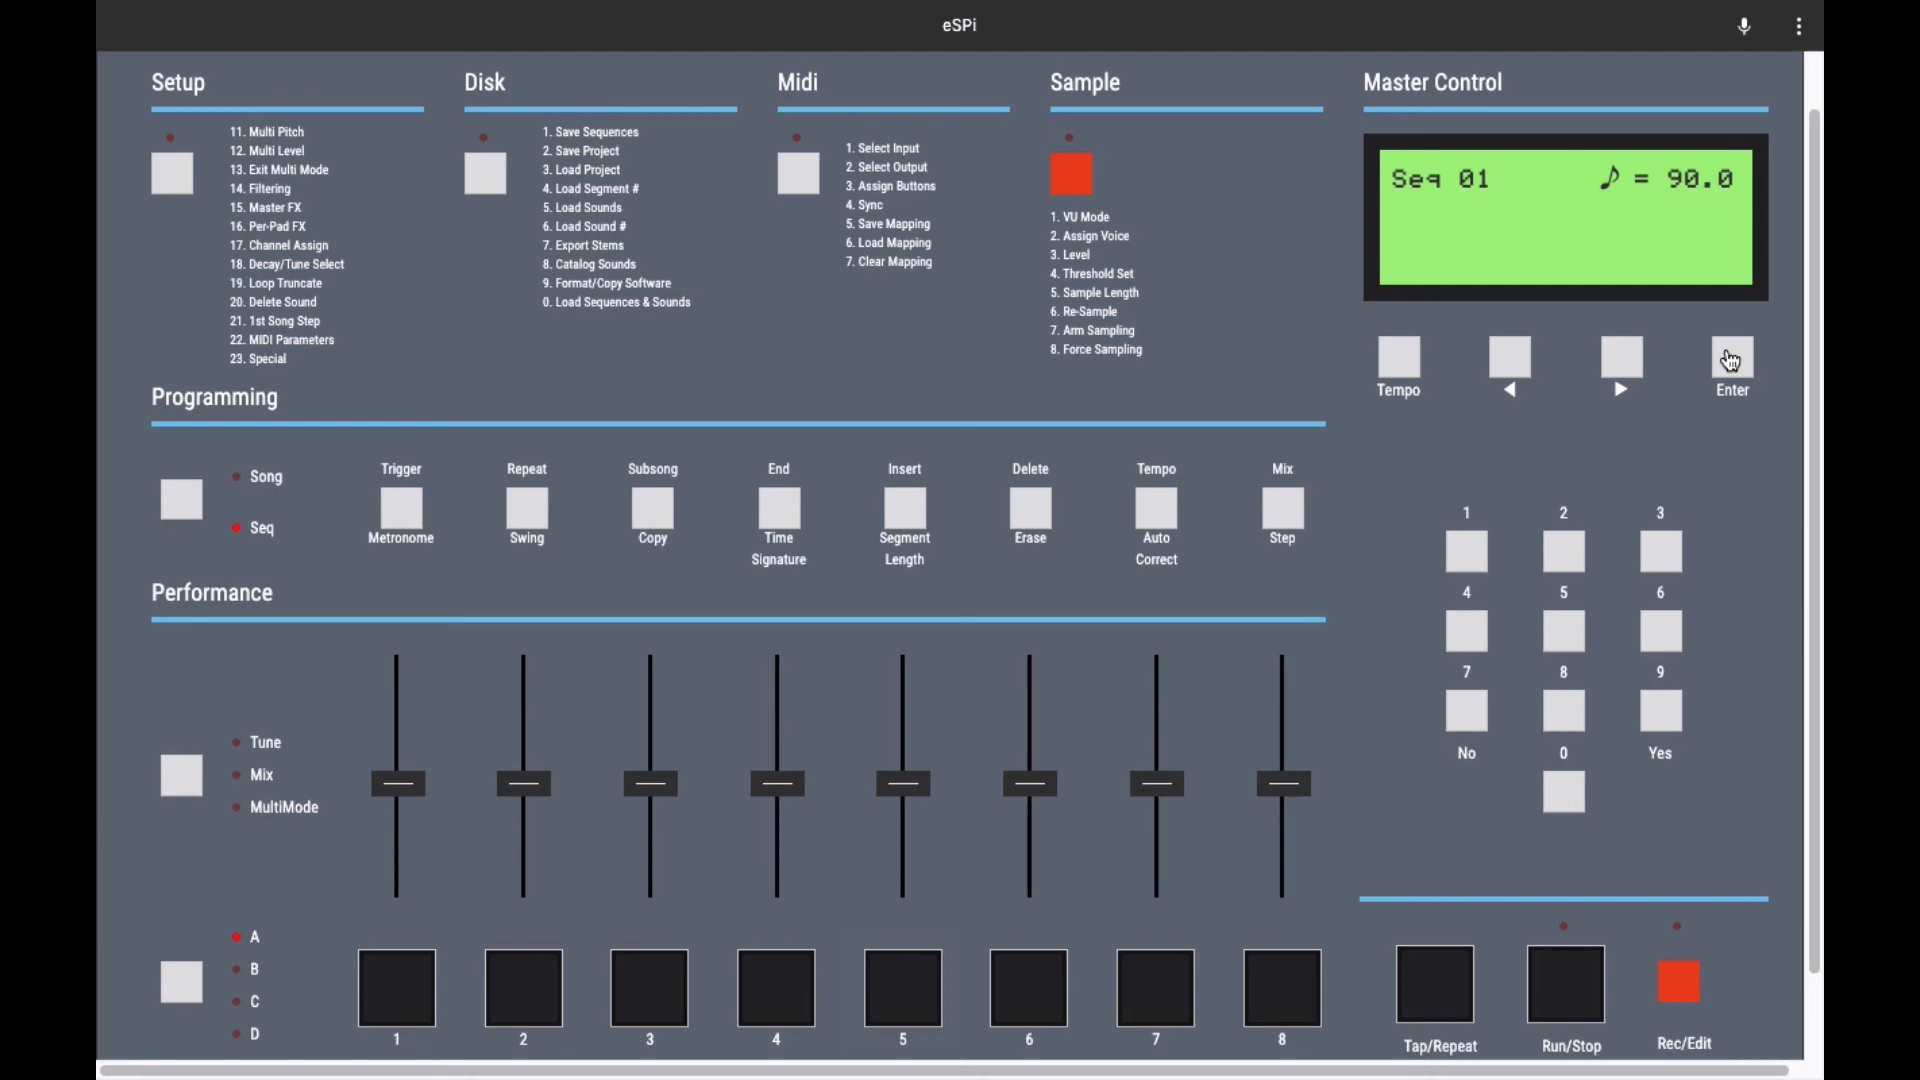 eSPi
Setup
11. Multi Pitch
12. Multi Level
13. Exit Multi Mode
14. Filtering
15. Master FX
16. Per-Pad FX
17. Channel Assign
18. Decay/Tune Select
19. Loop Truncate
20. Delete Sound
21. 1st Song Step
22. MIDI Parameters
23. Special
Disk
1. Save Sequences
2. Save Project
3. Load Project
4. Load Segment #
5. Load Sounds
6. Load Sound #
7. Export Stems
8. Catalog Sounds
9. Format/Copy Software
0. Load Sequences & Sounds
Midi
1. Select Input
2. Select Output
3. Assign Buttons
4. Sync
5. Save Mapping
6. Load Mapping
7. Clear Mapping
Sample
1. VU Mode
2. Assign Voice
3. Level
4. Threshold Set
5. Sample Length
6. Re-Sample
7. Arm Sampling
8. Force Sampling
Master Control
Seq 01 ♪ = 90.0
Tempo ◀ ▶ Enter
Programming
Song
Seq
Trigger Repeat Subsong End Insert Delete Tempo Mix
Metronome Swing Copy Time Segment Erase Auto Step
Signature Length Correct
1 2 3
4 5 6
7 8 9
No 0 Yes
Performance
Tune
Mix
MultiMode
A
B
C
D
1 2 3 4 5 6 7 8
Tap/Repeat Run/Stop Rec/Edit